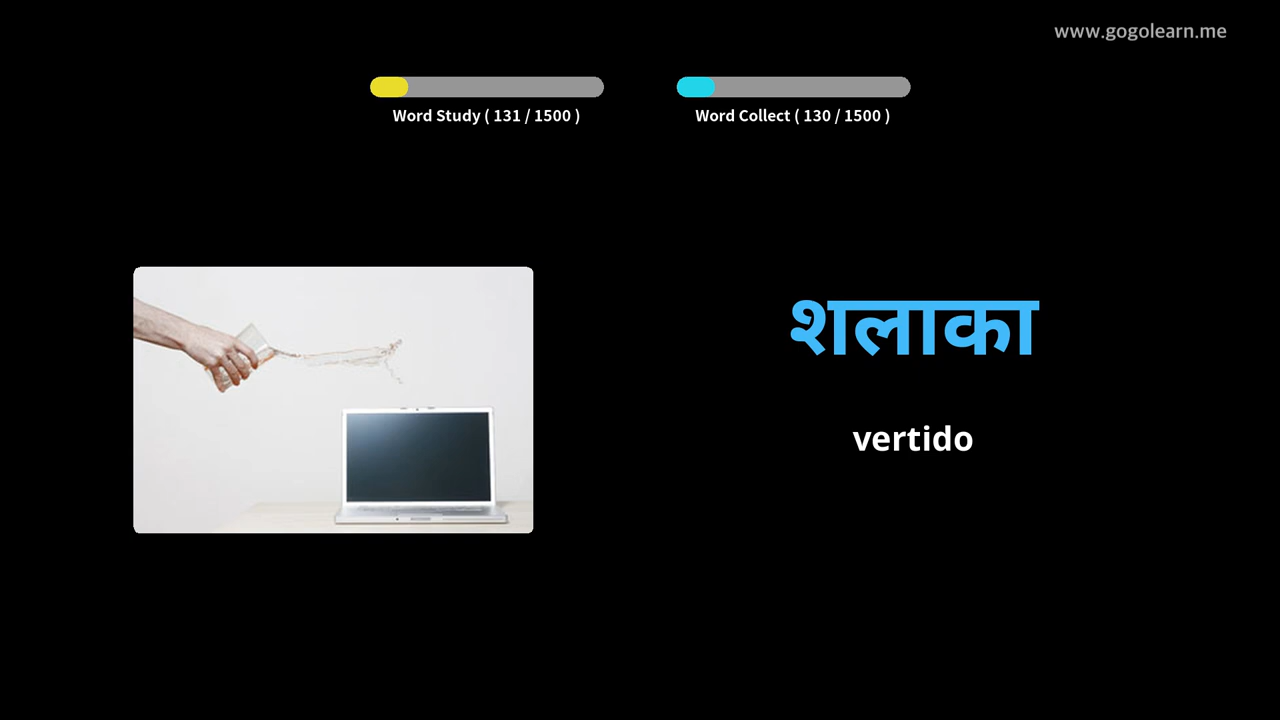 www.gogolearn.me
Word Study ( 131 / 1500 )
Word Collect ( 130 / 1500 )
शलाका
vertido